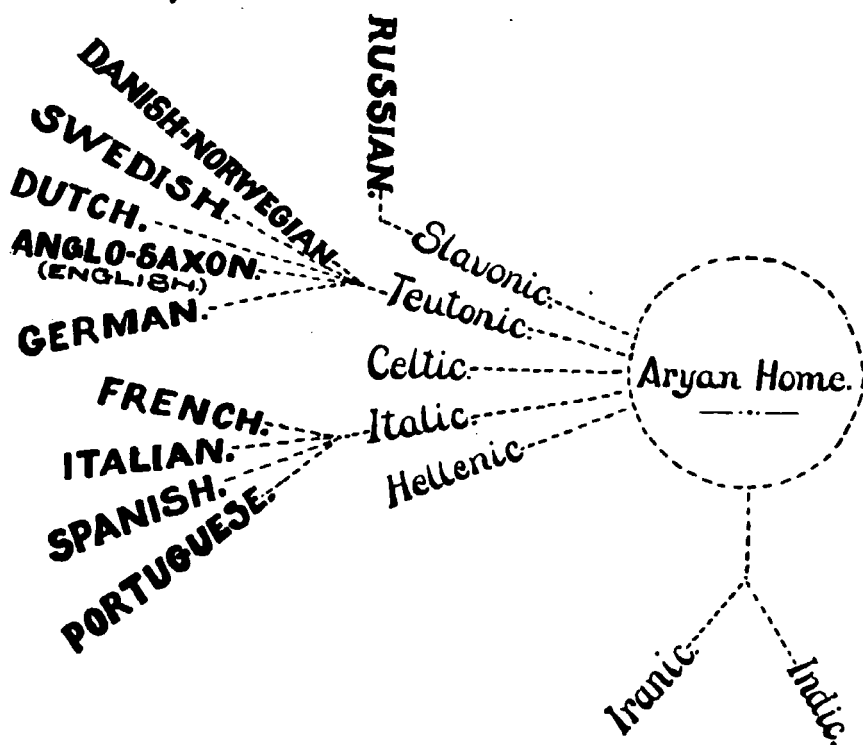 RUSSIAN.
DANISH-NORWEGIAN
SWEDISH.
DUTCH.
ANGLO-SAXON.
(ENGLISH.)
GERMAN.
Slavonic.
Teutonic.
Celtic.
Italic.
Hellenic
FRENCH.
ITALIAN.
SPANISH.
PORTUGUESE.
Aryan Home.
Iranic.
Indic.